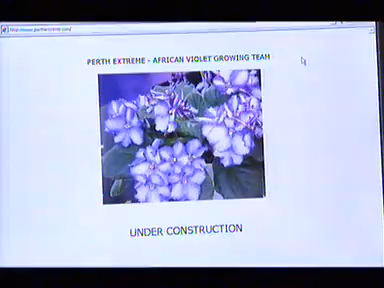 PERTH EXTREME - AFRICAN VIOLET GROWING TEAM
UNDER CONSTRUCTION